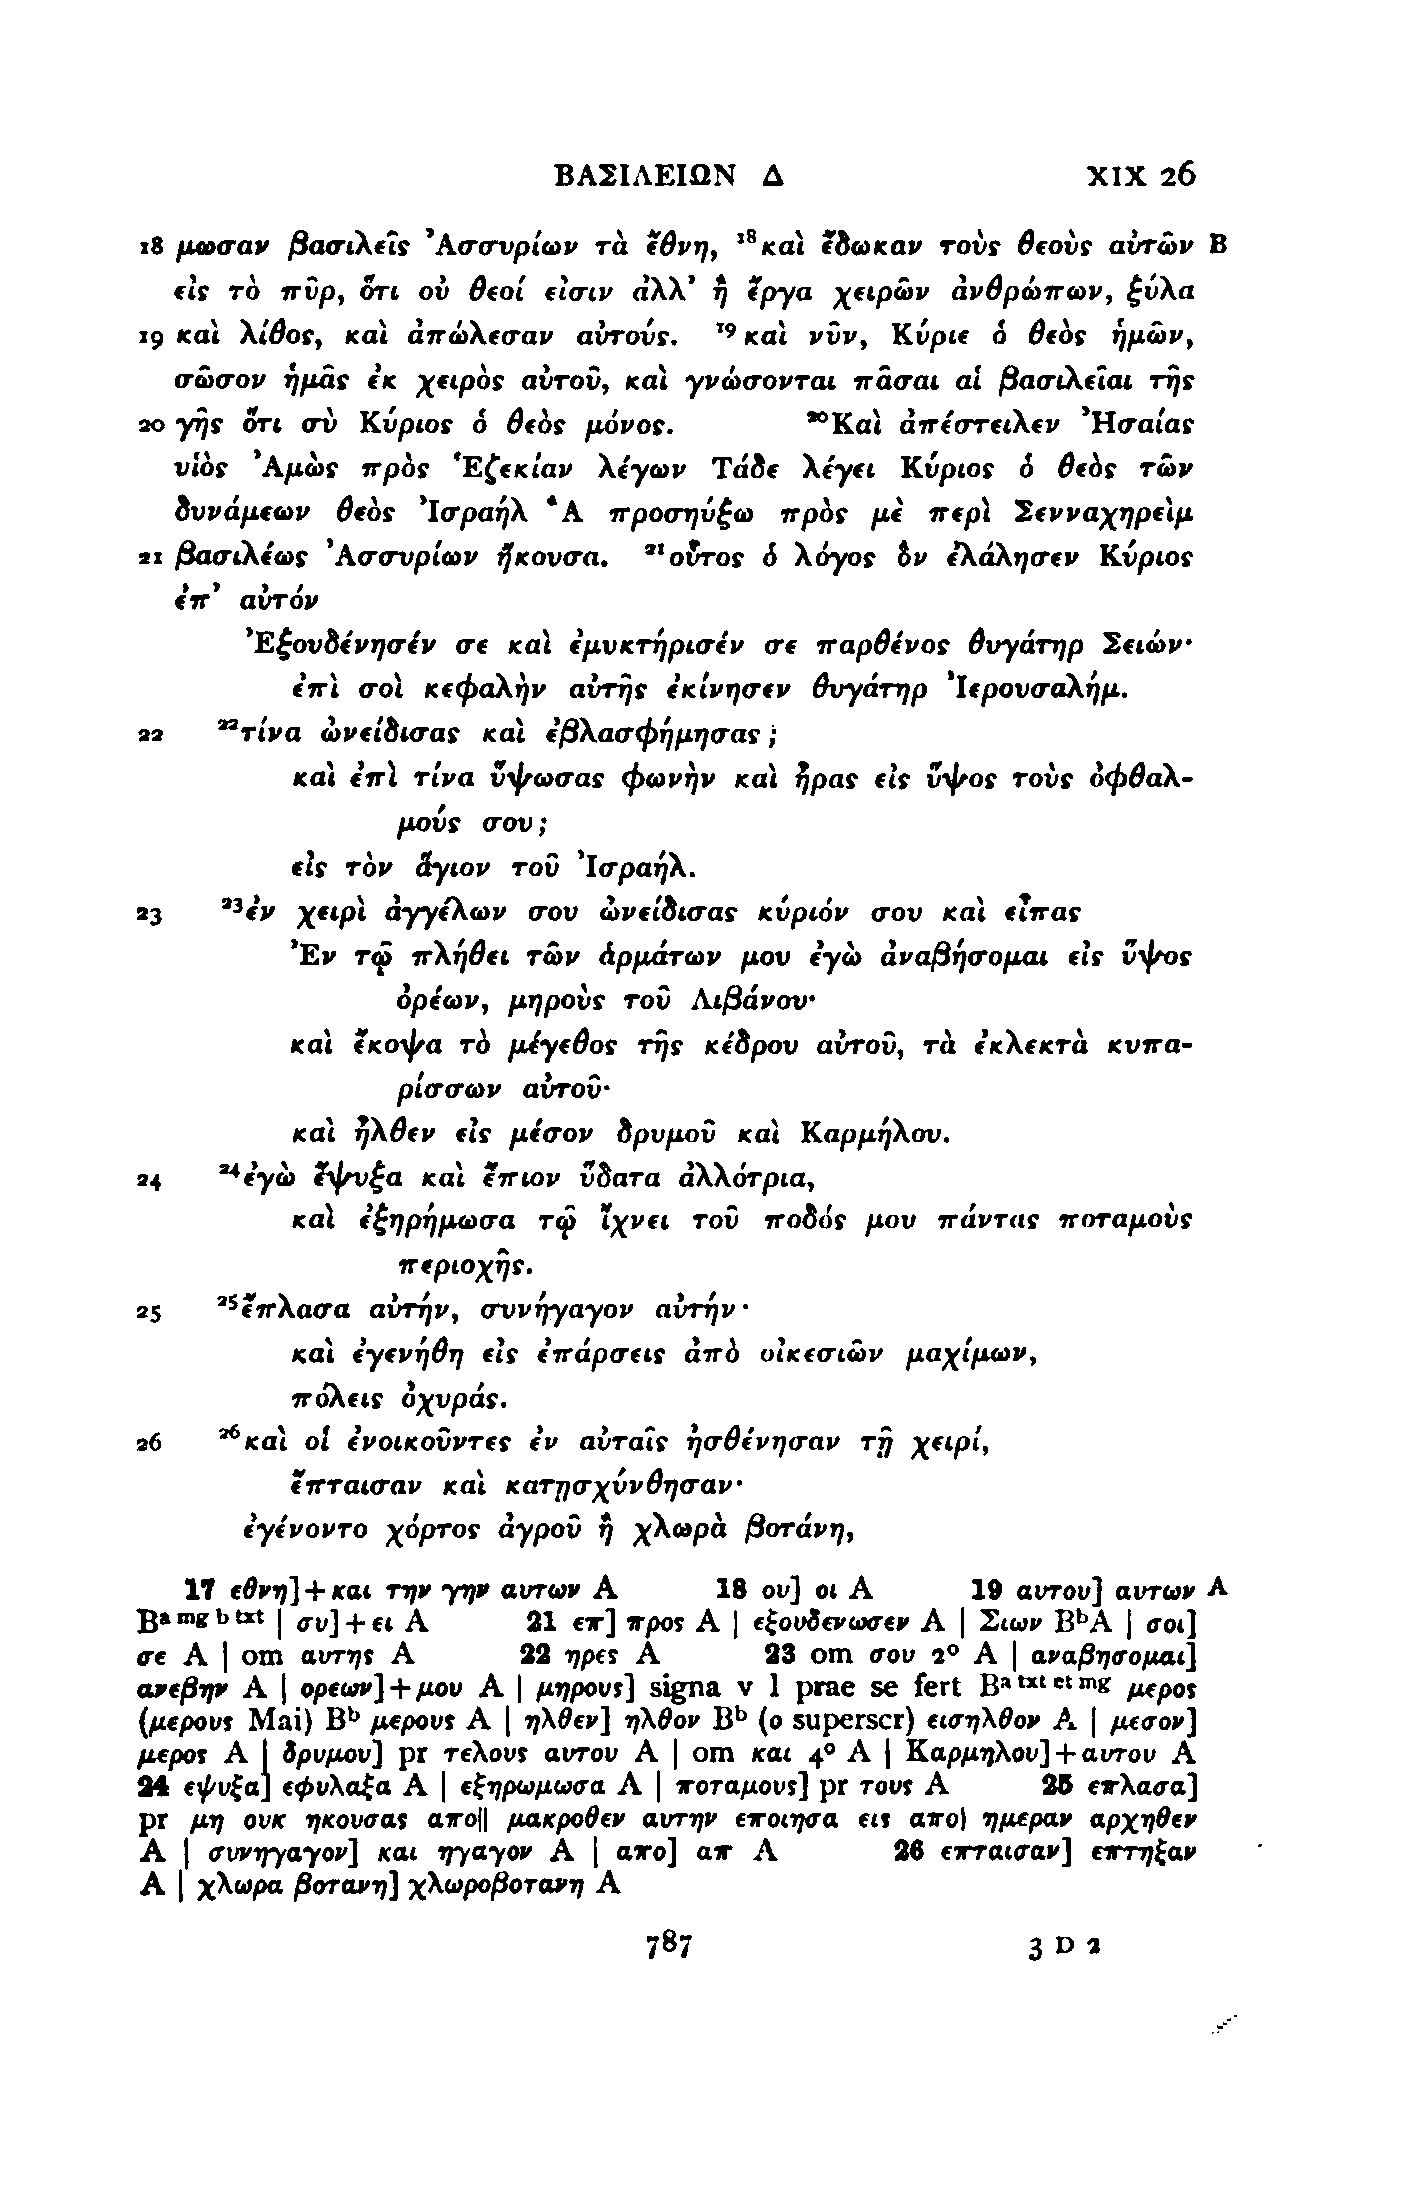 ΒΑΣΙΛΕΙΩΝ Δ XIX 26
18 μωσαν βασιλεῖς Ἀσσυρίων τὰ ἔθνη, ¹⁸καὶ ἔδωκαν τοὺς θεοὺς αὐτῶν B
εἰς τὸ πῦρ, ὅτι οὐ θεοί εἰσιν ἀλλʼ ἢ ἔργα χειρῶν ἀνθρώπων, ξύλα
19 καὶ λίθος, καὶ ἀπώλεσαν αὐτούς. ¹⁹καὶ νῦν, Κύριε ὁ θεὸς ἡμῶν,
σῶσον ἡμᾶς ἐκ χειρὸς αὐτοῦ, καὶ γνώσονται πᾶσαι αἱ βασιλεῖαι τῆς
20 γῆς ὅτι σὺ Κύριος ὁ θεὸς μόνος. ²⁰Καὶ ἀπέστειλεν Ἠσαίας
υἱὸς Ἀμὼς πρὸς Ἑζεκίαν λέγων Τάδε λέγει Κύριος ὁ θεὸς τῶν
δυνάμεων θεὸς Ἰσραήλ Ἃ προσηύξω πρὸς μὲ περὶ Σενναχηρεὶμ
21 βασιλέως Ἀσσυρίων ἤκουσα. ²¹οὗτος ὁ λόγος ὃν ἐλάλησεν Κύριος
ἐπʼ αὐτόν
Ἐξουδένησέν σε καὶ ἐμυκτήρισέν σε παρθένος θυγάτηρ Σειών·
ἐπὶ σοὶ κεφαλὴν αὐτῆς ἐκίνησεν θυγάτηρ Ἰερουσαλήμ.
22 ²²τίνα ὠνείδισας καὶ ἐβλασφήμησας;
καὶ ἐπὶ τίνα ὕψωσας φωνὴν καὶ ἦρας εἰς ὕψος τοὺς ὀφθαλ-
μούς σου;
εἰς τὸν ἅγιον τοῦ Ἰσραήλ.
23 ²³ἐν χειρὶ ἀγγέλων σου ὠνείδισας κύριόν σου καὶ εἶπας
Ἐν τῷ πλήθει τῶν ἁρμάτων μου ἐγὼ ἀναβήσομαι εἰς ὕψος
ὀρέων, μηροὺς τοῦ Λιβάνου·
καὶ ἔκοψα τὸ μέγεθος τῆς κέδρου αὐτοῦ, τὰ ἐκλεκτὰ κυπα-
ρίσσων αὐτοῦ·
καὶ ἦλθεν εἰς μέσον δρυμοῦ καὶ Καρμήλου.
24 ²⁴ἐγὼ ἔψυξα καὶ ἔπιον ὕδατα ἀλλότρια,
καὶ ἐξηρήμωσα τῷ ἴχνει τοῦ ποδός μου πάντας ποταμοὺς
περιοχῆς.
25 ²⁵ἔπλασα αὐτήν, συνήγαγον αὐτήν·
καὶ ἐγενήθη εἰς ἐπάρσεις ἀπὸ οἰκεσιῶν μαχίμων,
πόλεις ὀχυράς.
26 ²⁶καὶ οἱ ἐνοικοῦντες ἐν αὐταῖς ἠσθένησαν τῇ χειρί,
ἔπταισαν καὶ κατῃσχύνθησαν·
ἐγένοντο χόρτος ἀγροῦ ἢ χλωρὰ βοτάνη,
17 εθνη]+και την γην αυτων A 18 ου] οι A 19 αυτου] αυτων A
Bᵃ ᵐᵍ ᵇ ᵗˣᵗ | συ]+ει A 21 επ] προς A | εξουδενωσεν A | Σιων BᵇA | σοι]
σε A | om αυτης A 22 ηρες A 23 om σου 2° A | αναβησομαι]
ανεβην A | ορεων]+μου A | μηρους] signa v l prae se fert Bᵃ ᵗˣᵗ ᵉᵗ ᵐᵍ μερος
(μερους Mai) Bᵇ μερους A | ηλθεν] ηλθον Bᵇ (ο superscr) εισηλθον A | μεσον]
μερος A | δρυμου] pr τελους αυτου A | om και 4° A | Καρμηλου]+αυτου A
24 εψυξα] εφυλαξα A | εξηρωμωσα A | ποταμους] pr τους A 25 επλασα]
pr μη ουκ ηκουσας απο|| μακροθεν αυτην εποιησα εις απο) ημεραν αρχηθεν
A | συνηγαγον] και ηγαγον A | απο] απ A 26 επταισαν] επτηξαν
A | χλωρα βοτανη] χλωροβοτανη A
787 3 D 2